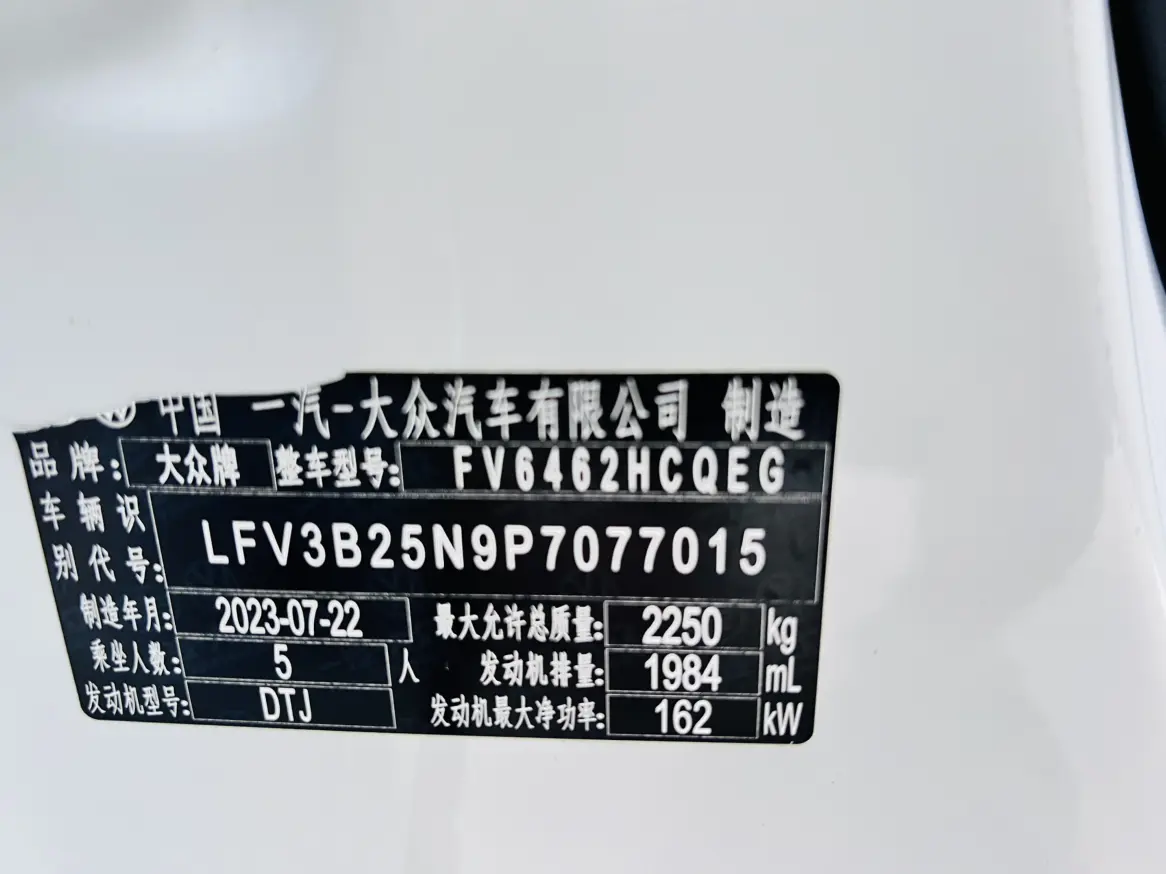 中国 一汽-大众汽车有限公司 制造
品牌: 大众牌 整车型号: FV6462HCQEG
车辆识别代号: LFV3B25N9P7077015
制造年月: 2023-07-22 最大允许总质量: 2250 kg
乘坐人数: 5 人 发动机排量: 1984 mL
发动机型号: DTJ 发动机最大净功率: 162 kW